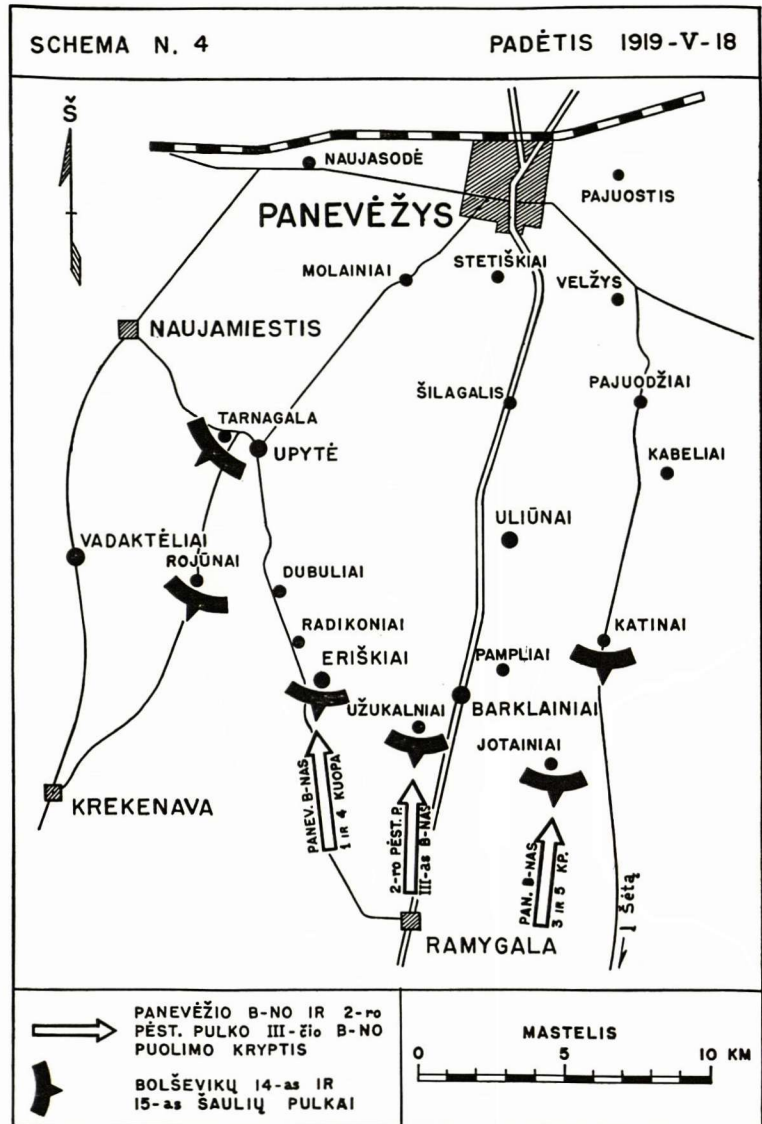 SCHEMA N. 4
PADĖTIS 1919-V-18
Š
NAUJASODĖ
PANEVĖŽYS
PAJUOSTIS
MOLAINIAI
STETIŠKIAI
VELŽYS
NAUJAMIESTIS
ŠILAGALIS
PAJUODŽIAI
TARNAGALA
UPYTĖ
KABELIAI
ULIŪNAI
VADAKTĖLIAI
ROJŪNAI
DUBULIAI
RADIKONIAI
KATINAI
ERIŠKIAI
PAMPLIAI
UŽUKALNIAI
BARKLAINIAI
JOTAINIAI
KREKENAVA
PANEV. B-NAS
1 IR 4 KUOPA
2-ro PĖST. P.
III-as B-NAS
PAN. B-NAS
3 IR 5 KP.
Į Šėtą
RAMYGALA
PANEVĖŽIO B-NO IR 2-ro
PĖST. PULKO III-čio B-NO
PUOLIMO KRYPTIS
BOLŠEVIKŲ 14-as IR
15-as ŠAULIŲ PULKAI
MASTELIS
0 5 10 KM